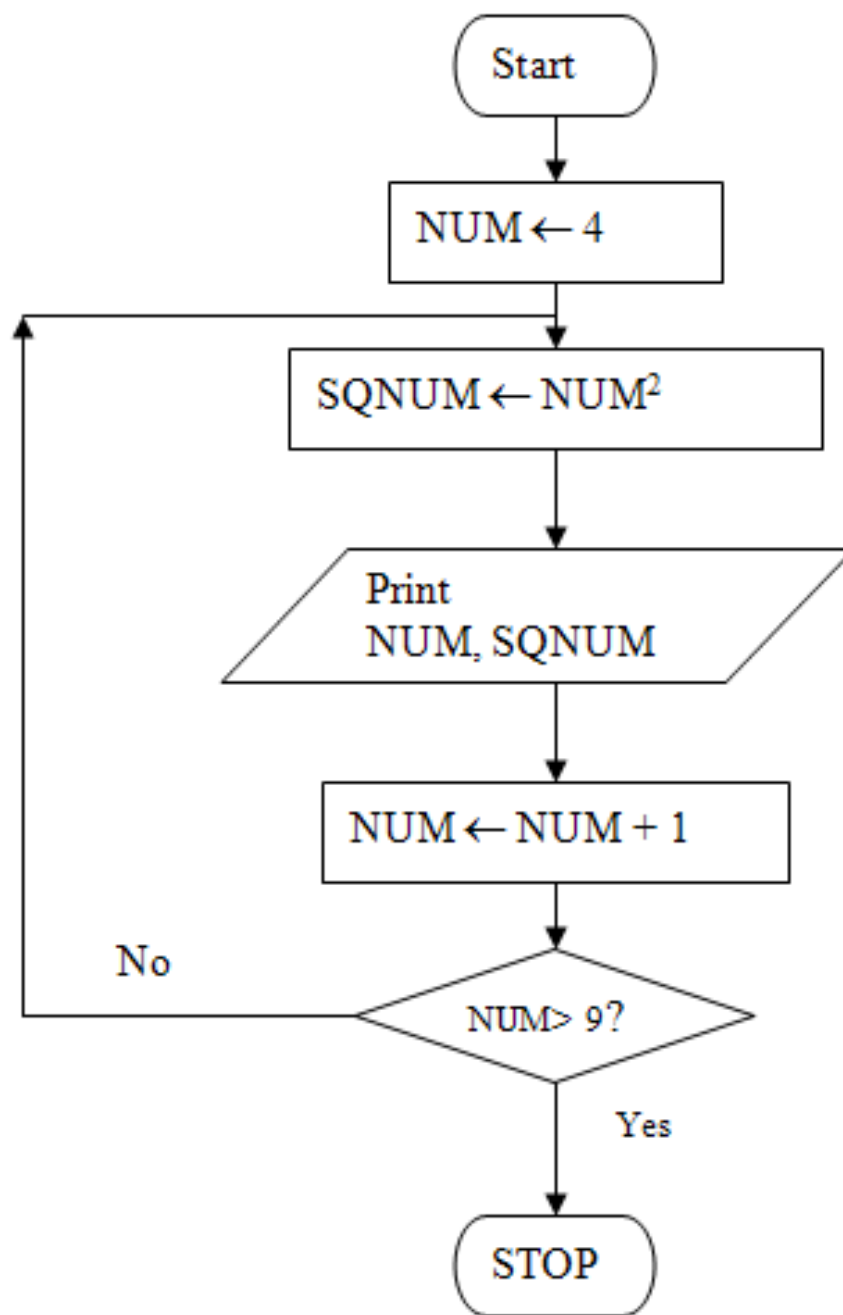 Start
NUM ← 4
SQNUM ← NUM²
Print
NUM, SQNUM
NUM ← NUM + 1
No
NUM> 9?
Yes
STOP